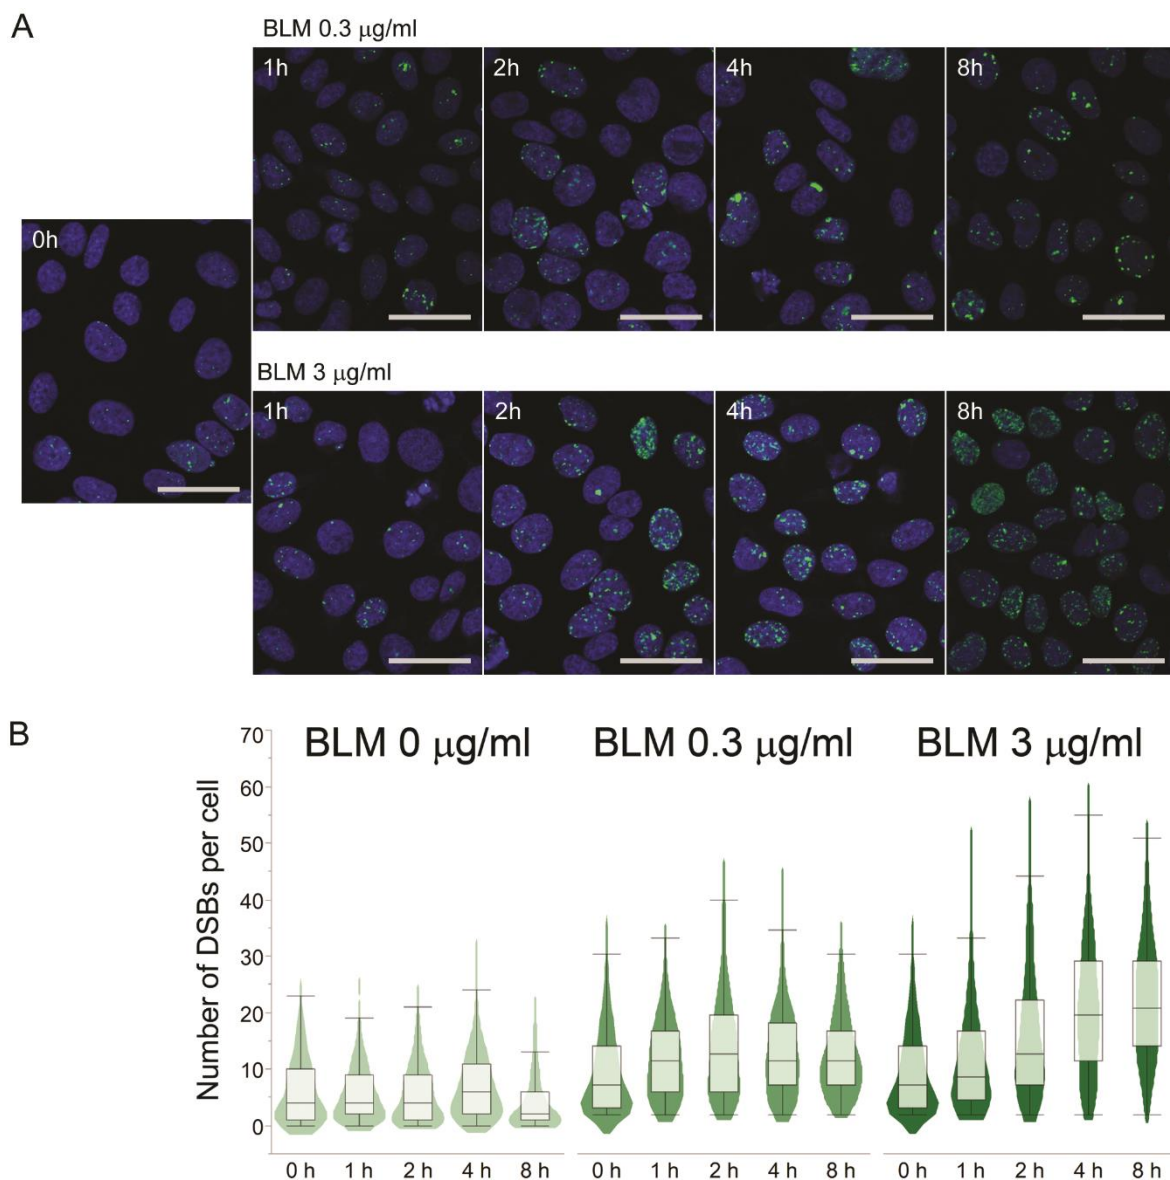 A
BLM 0.3 μg/ml
1h
2h
4h
8h
0h
BLM 3 μg/ml
1h
2h
4h
8h
B
BLM 0 μg/ml
BLM 0.3 μg/ml
BLM 3 μg/ml
Number of DSBs per cell
70
60
50
40
30
20
10
0
0 h 1 h 2 h 4 h 8 h 0 h 1 h 2 h 4 h 8 h 0 h 1 h 2 h 4 h 8 h